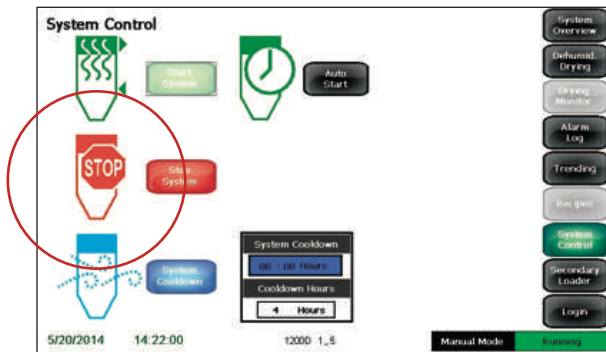 System Control
Start
System
Auto
Start
STOP
Stop
System
System
Cooldown
System Cooldown
00 : 00 Hours
Cooldown Hours
4 Hours
System
Overview
Dehumid.
Drying
Drying
Monitor
Alarm
Log
Trending
Recipes
System
Control
Secondary
Loader
Login
5/20/2014 14:22:00 12000 1_5 Manual Mode Running